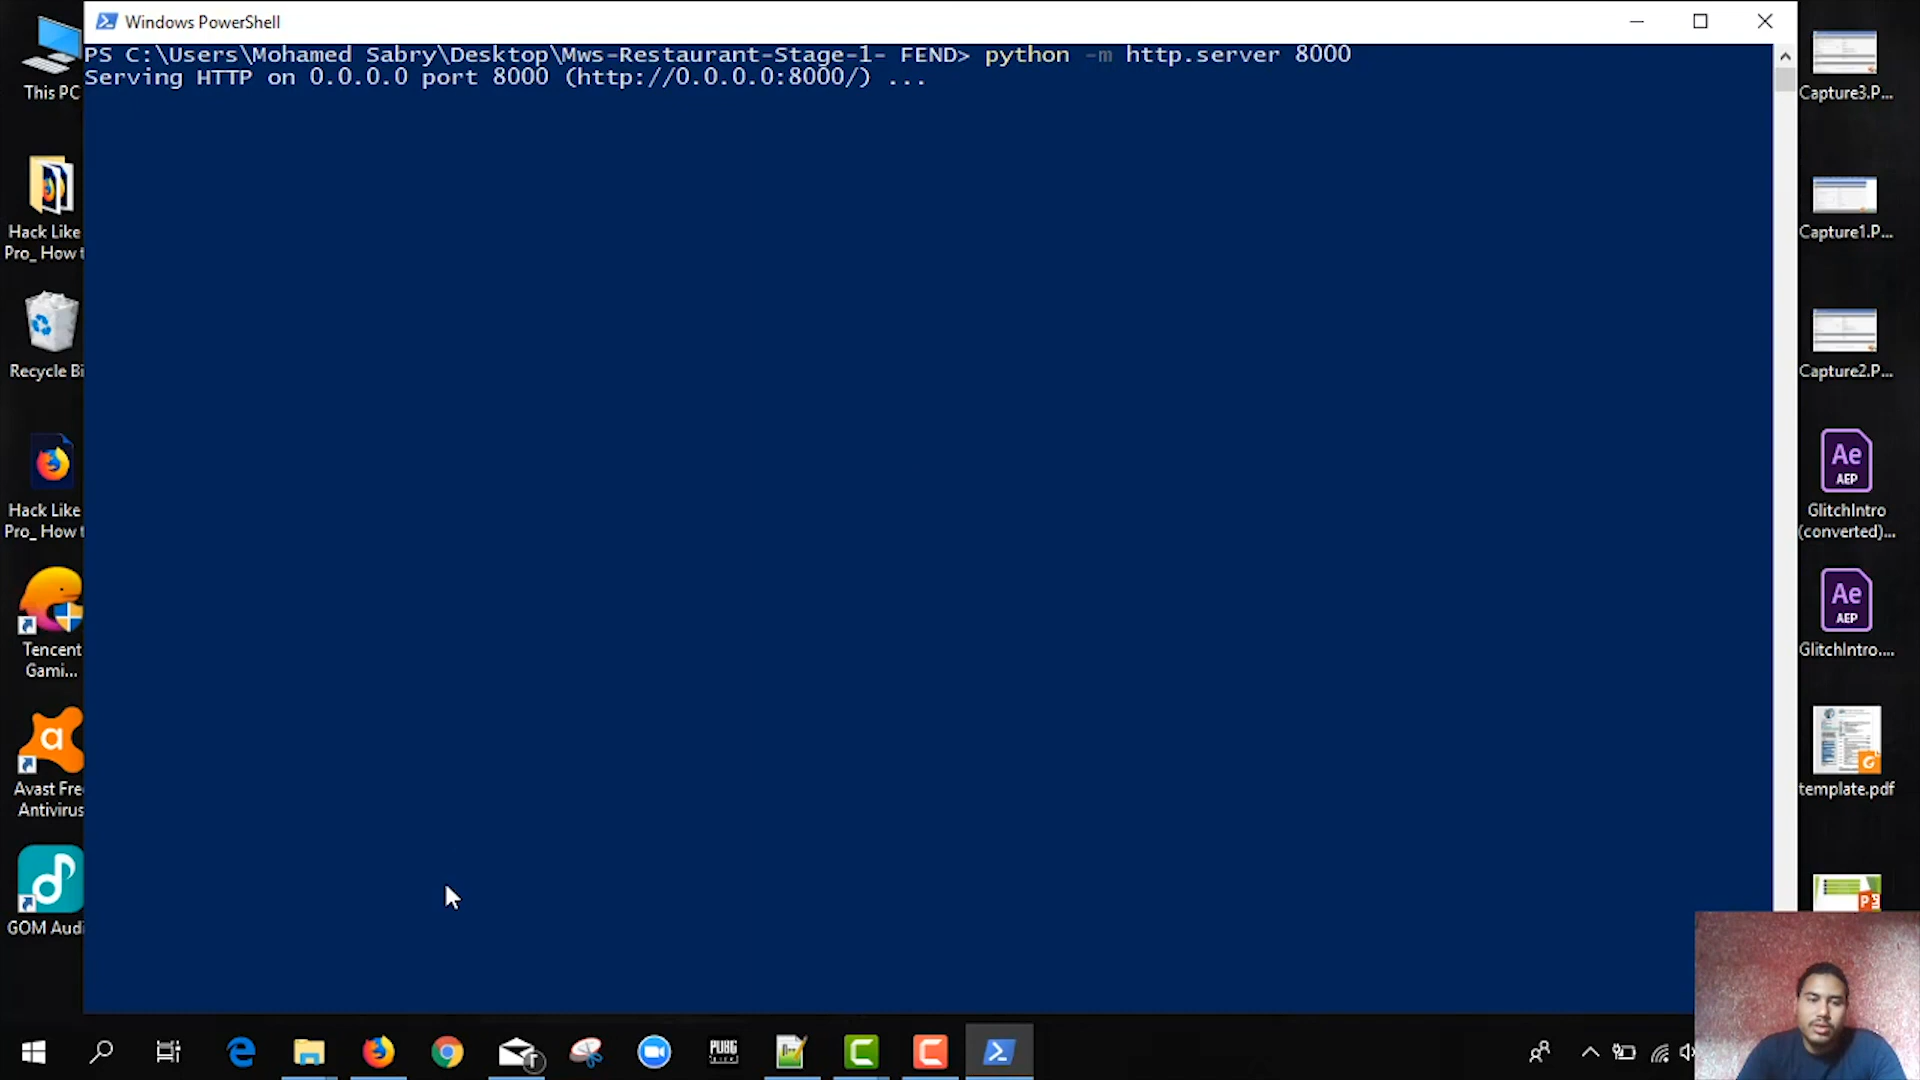 Windows PowerShell
PS C:\Users\Mohamed Sabry\Desktop\Mws-Restaurant-Stage-1- FEND> python -m http.server 8000
Serving HTTP on 0.0.0.0 port 8000 (http://0.0.0.0:8000/) ...
This PC
Hack Like
Pro_ How t
Recycle Bi
Hack Like
Pro_ How t
Tencent
Gami...
Avast Fre
Antivirus
GOM Audi
Capture3.P...
Capture1.P...
Capture2.P...
Ae
AEP
GlitchIntro
(converted)...
Ae
AEP
GlitchIntro....
template.pdf
PUBG